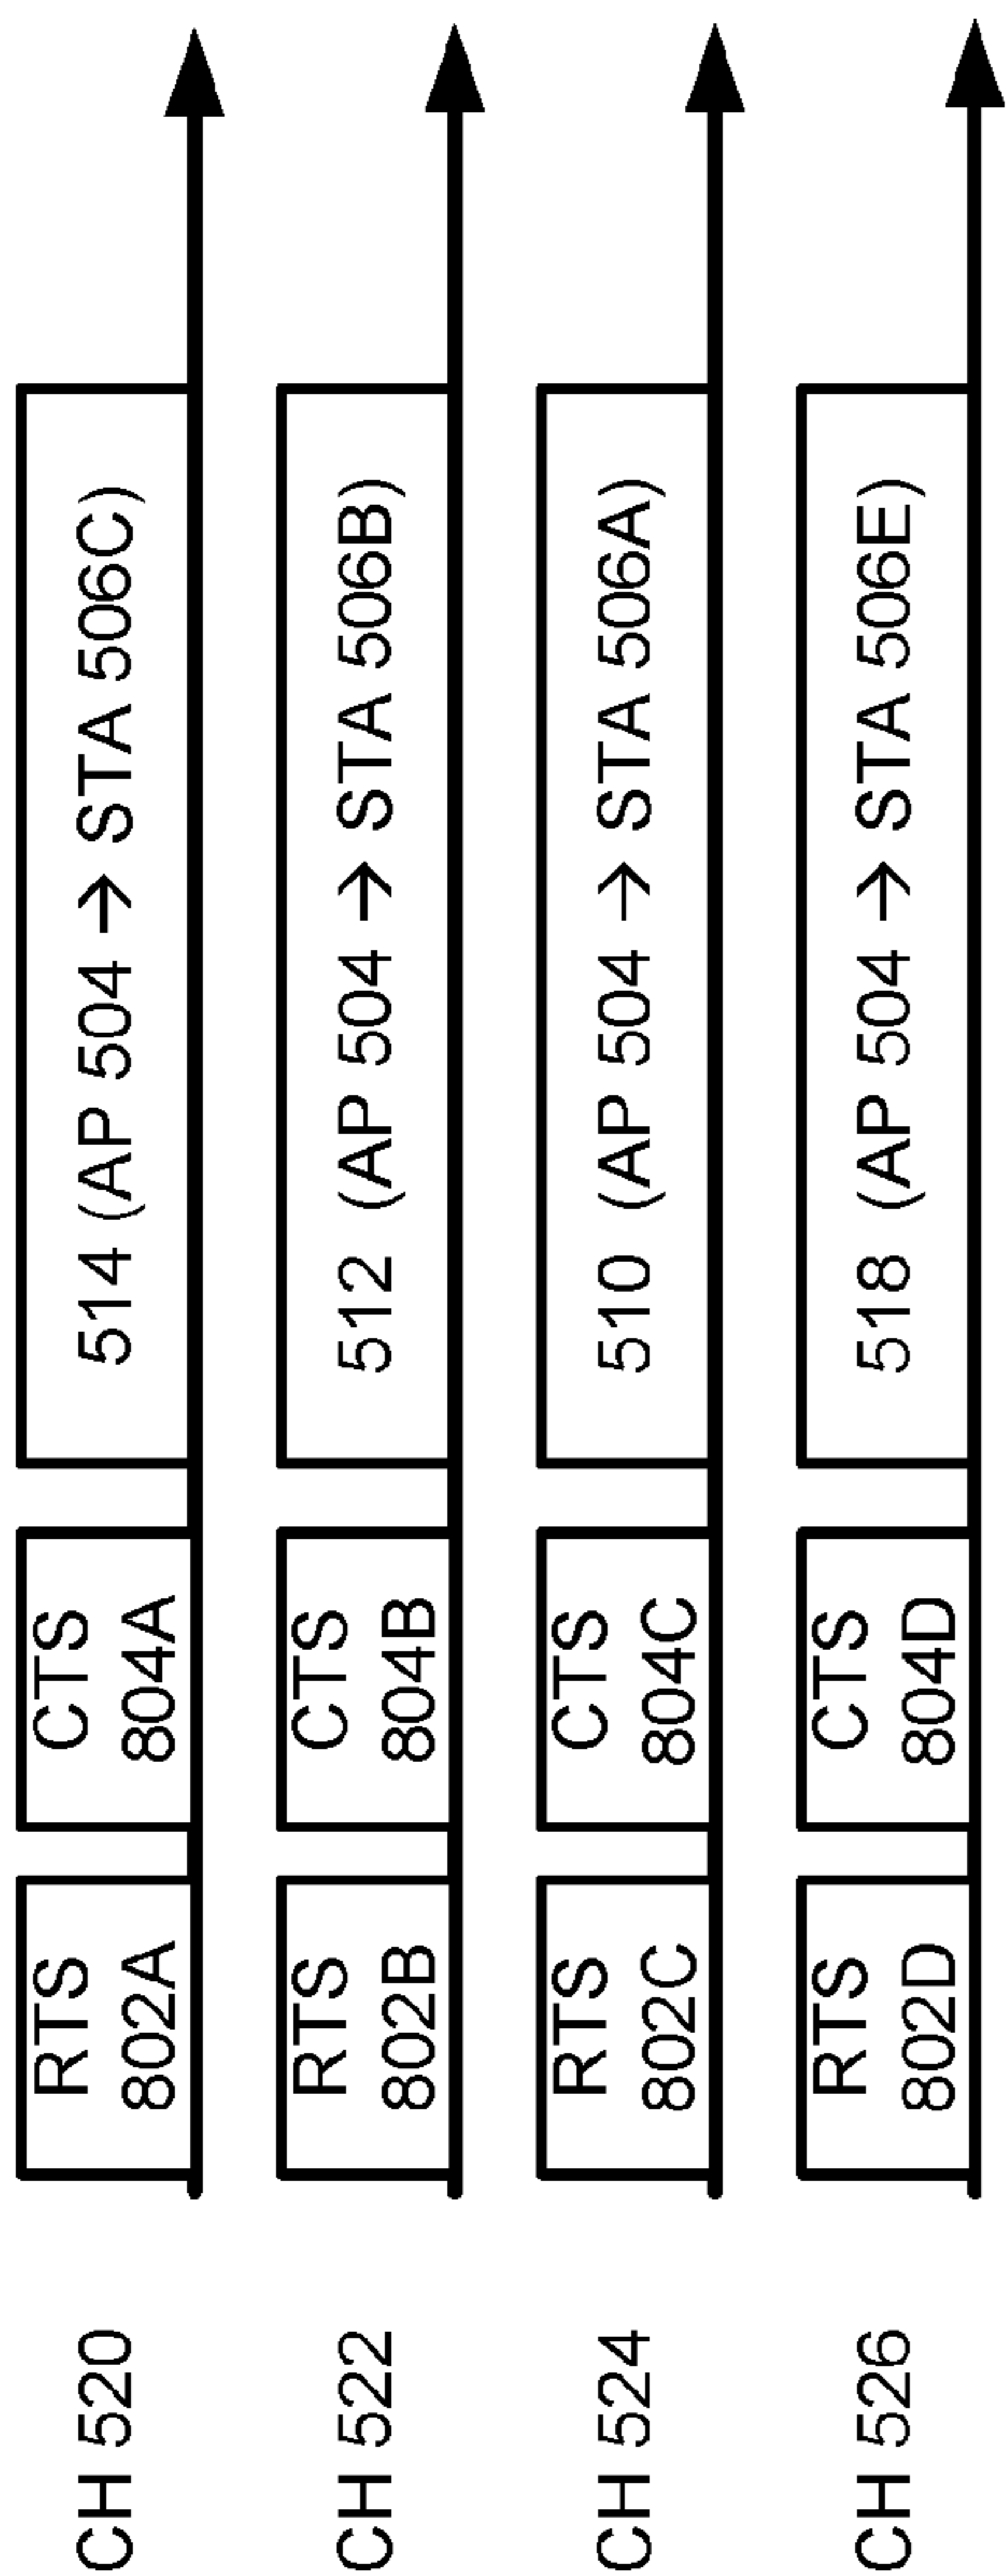 CH 520
RTS
802A
CTS
804A
514 (AP 504 → STA 506C)
CH 522
RTS
802B
CTS
804B
512 (AP 504 → STA 506B)
CH 524
RTS
802C
CTS
804C
510 (AP 504 → STA 506A)
CH 526
RTS
802D
CTS
804D
518 (AP 504 → STA 506E)